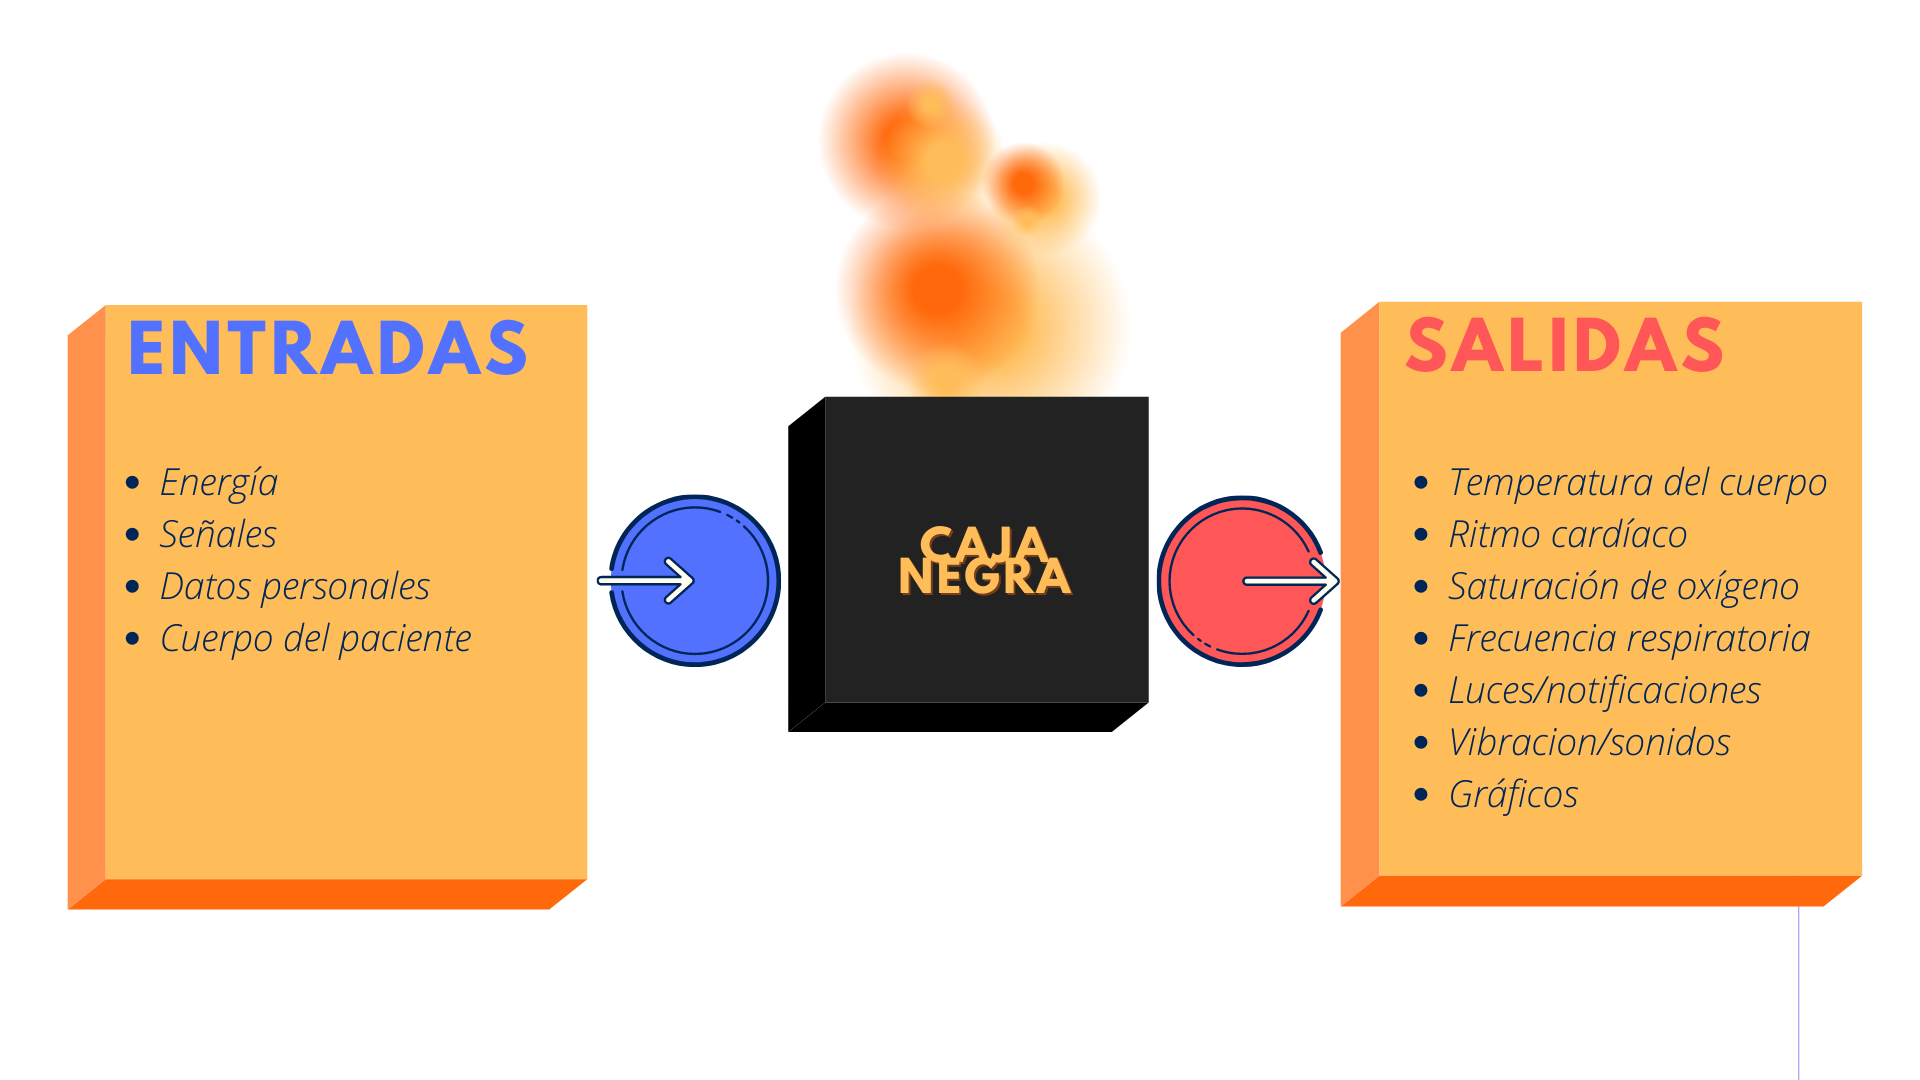 ENTRADAS
Energía
Señales
Datos personales
Cuerpo del paciente
CAJA
NEGRA
SALIDAS
Temperatura del cuerpo
Ritmo cardíaco
Saturación de oxígeno
Frecuencia respiratoria
Luces/notificaciones
Vibracion/sonidos
Gráficos